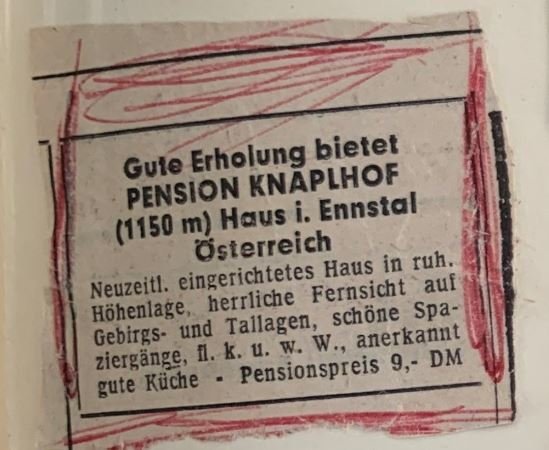 Gute Erholung bietet
PENSION KNAPLHOF
(1150 m) Haus i. Ennstal
Österreich
Neuzeitl. eingerichtetes Haus in ruh.
Höhenlage, herrliche Fernsicht auf
Gebirgs- und Tallagen, schöne Spa-
ziergänge, fl. k. u. w. W., anerkannt
gute Küche - Pensionspreis 9,- DM